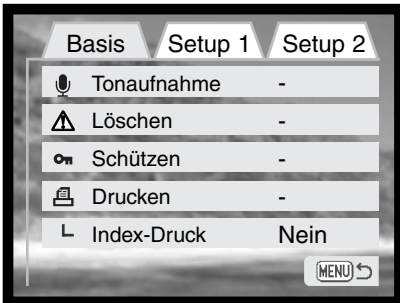 Basis Setup 1 Setup 2
Tonaufnahme -
Löschen -
Schützen -
Drucken -
Index-Druck Nein
MENU